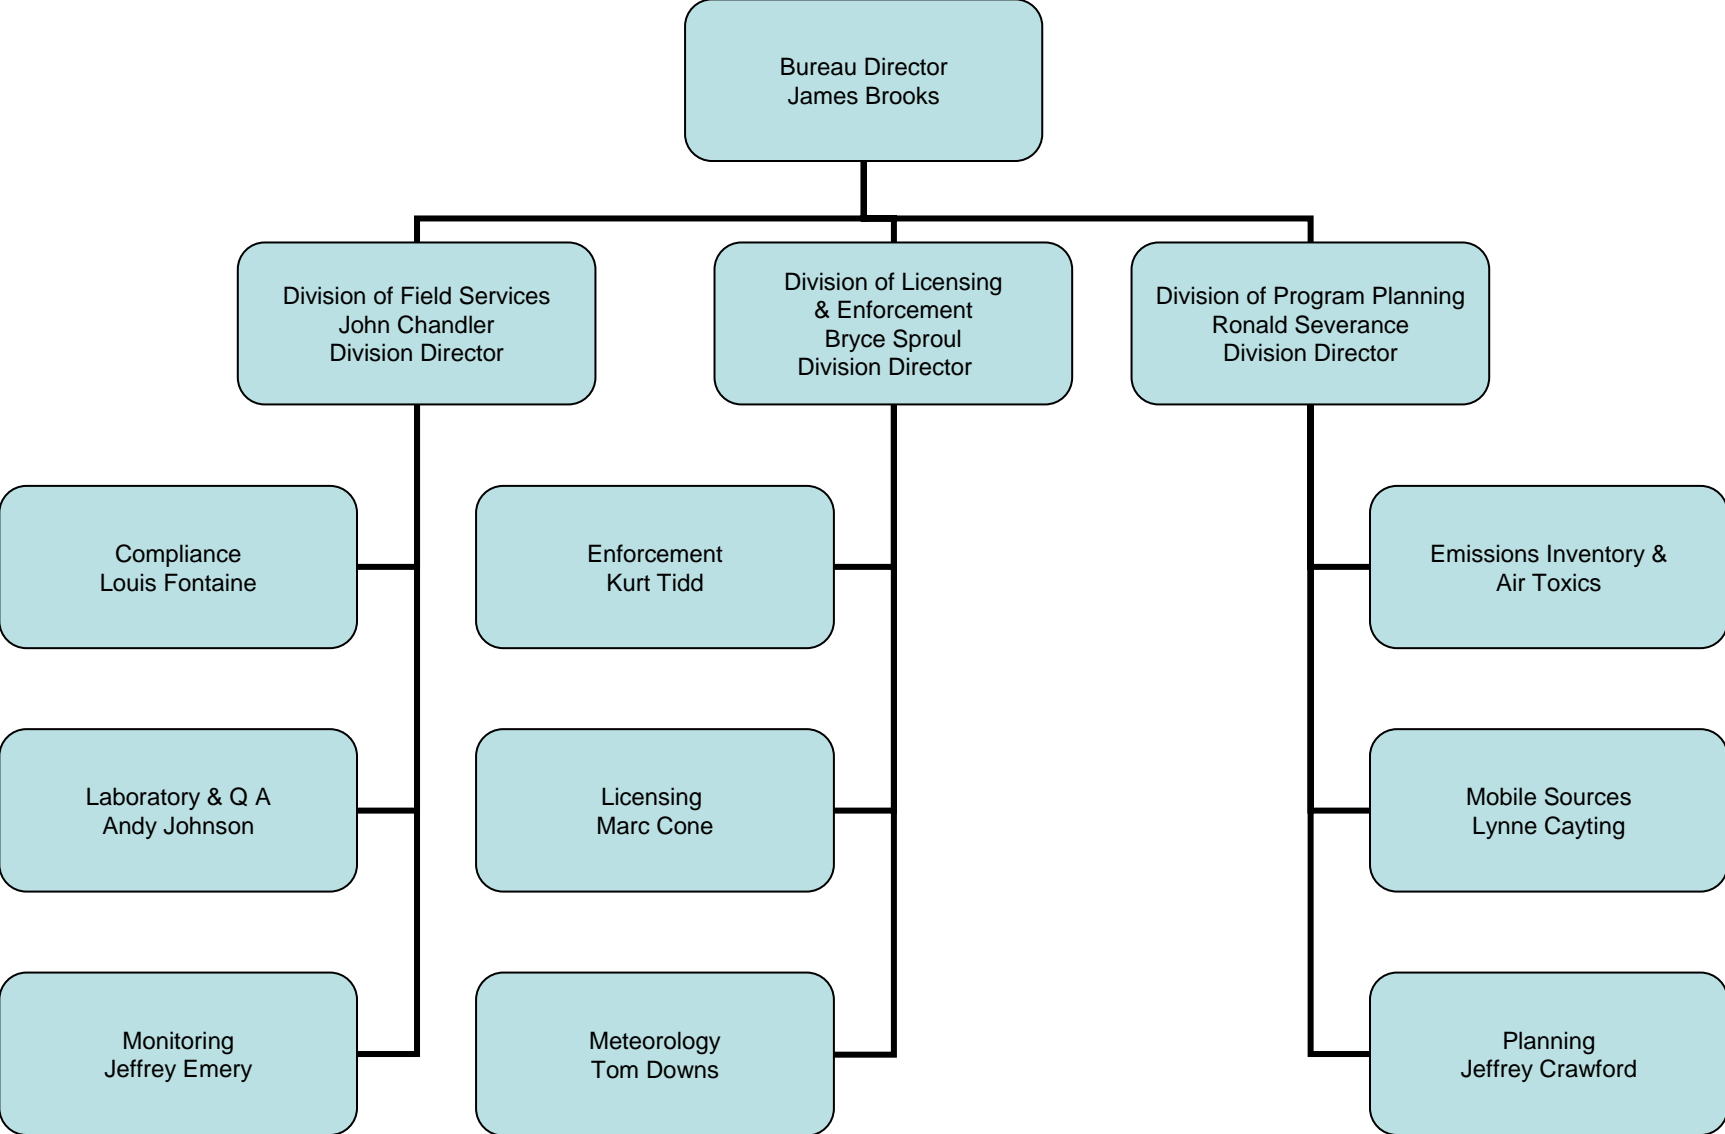 Bureau Director
James Brooks
Division of Field Services
John Chandler
Division Director
Division of Licensing
& Enforcement
Bryce Sproul
Division Director
Division of Program Planning
Ronald Severance
Division Director
Compliance
Louis Fontaine
Enforcement
Kurt Tidd
Emissions Inventory &
Air Toxics
Laboratory & Q A
Andy Johnson
Licensing
Marc Cone
Mobile Sources
Lynne Cayting
Monitoring
Jeffrey Emery
Meteorology
Tom Downs
Planning
Jeffrey Crawford